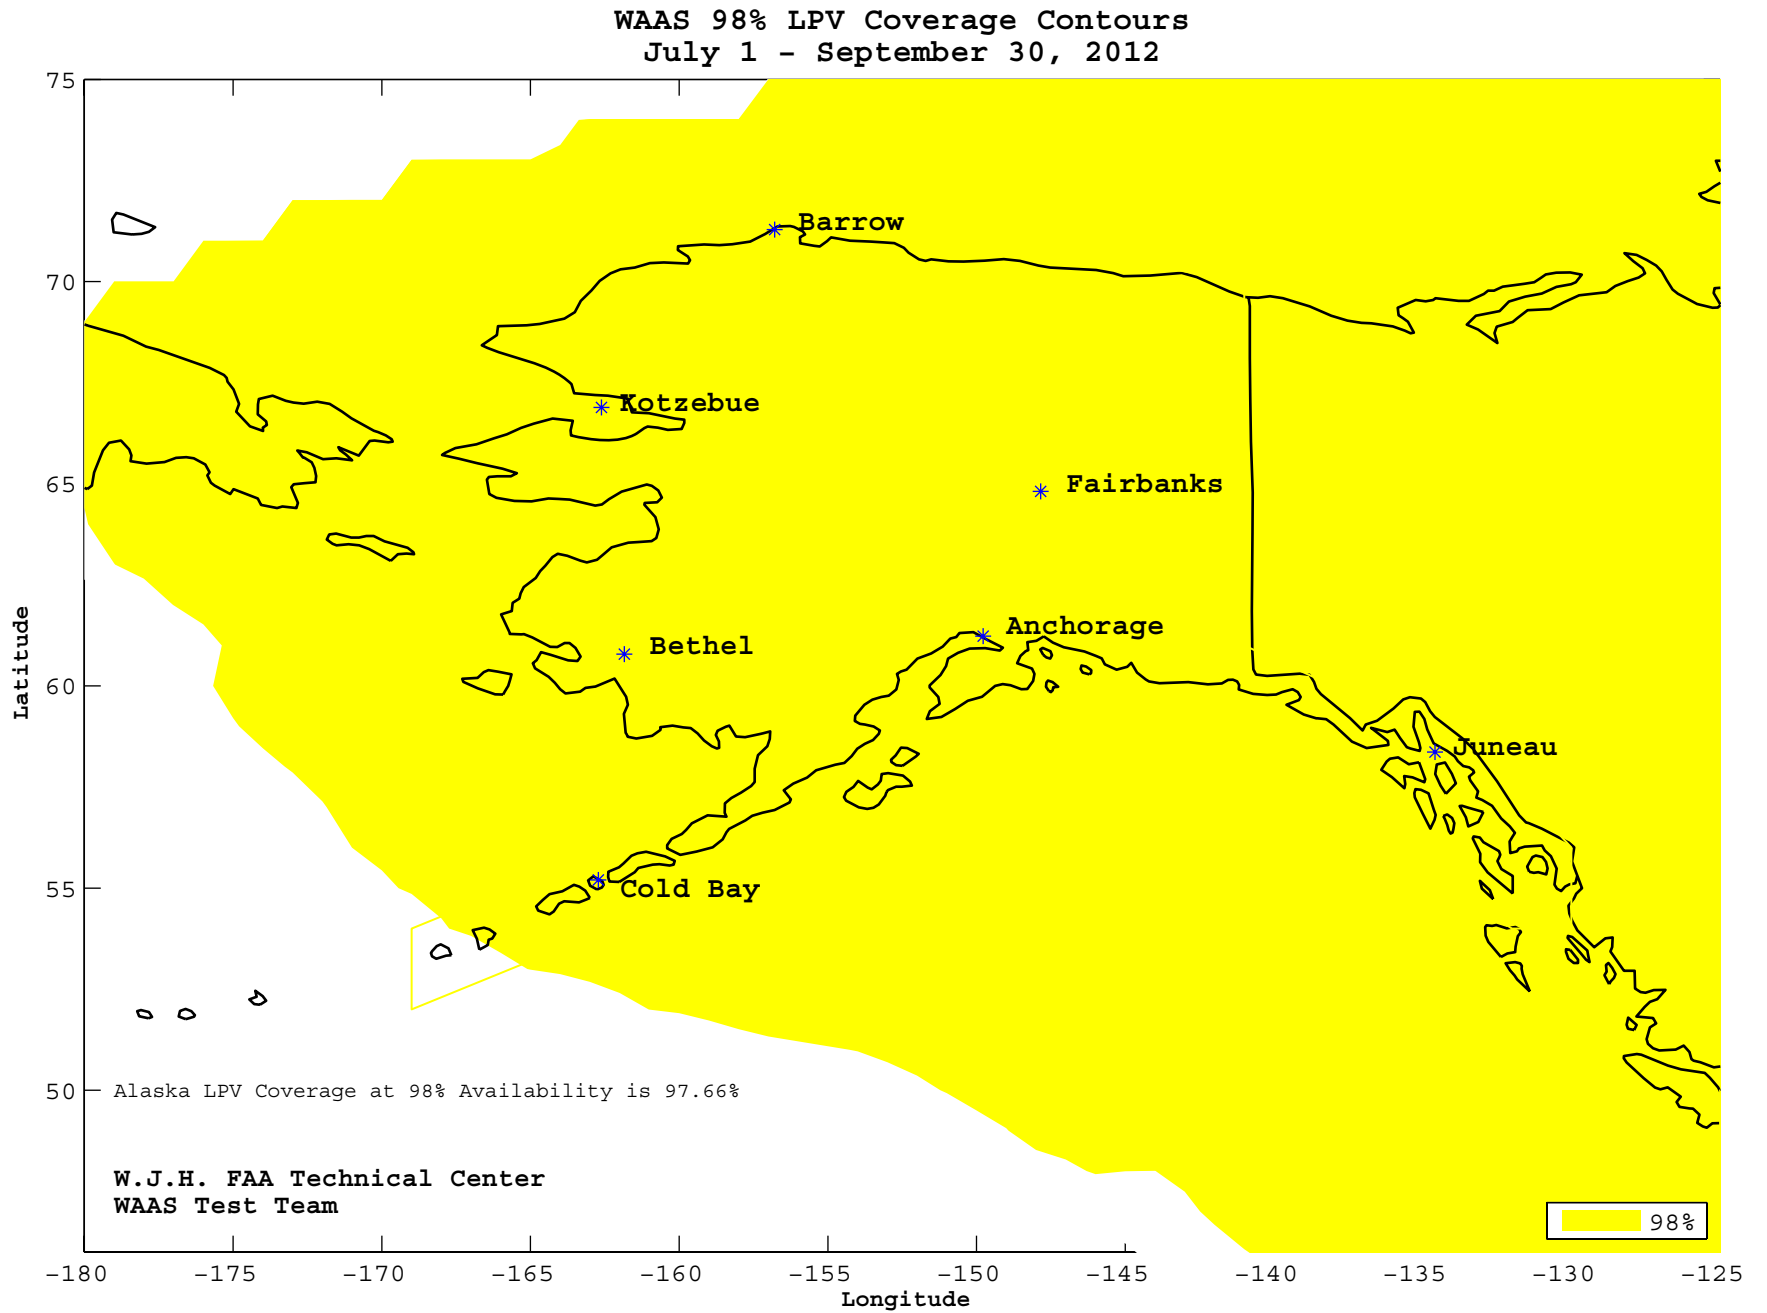 WAAS 98% LPV Coverage Contours
July 1 – September 30, 2012
75
70
65
60
55
50
Latitude
Barrow
Kotzebue
Fairbanks
Anchorage
Bethel
Juneau
Cold Bay
Alaska LPV Coverage at 98% Availability is 97.66%
W.J.H. FAA Technical Center
WAAS Test Team
98%
−180 −175 −170 −165 −160 −155 −150 −145 −140 −135 −130 −125
Longitude